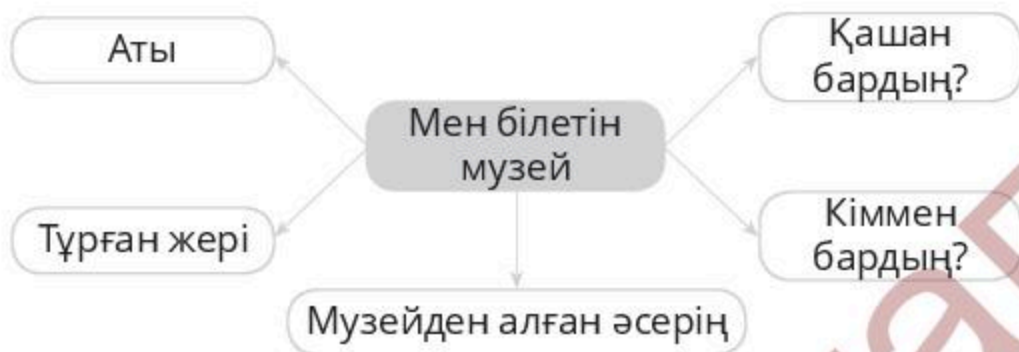 Аты
Қашан
бардың?
Мен білетін
музей
Тұрған жері
Кіммен
бардың?
Музейден алған әсерің